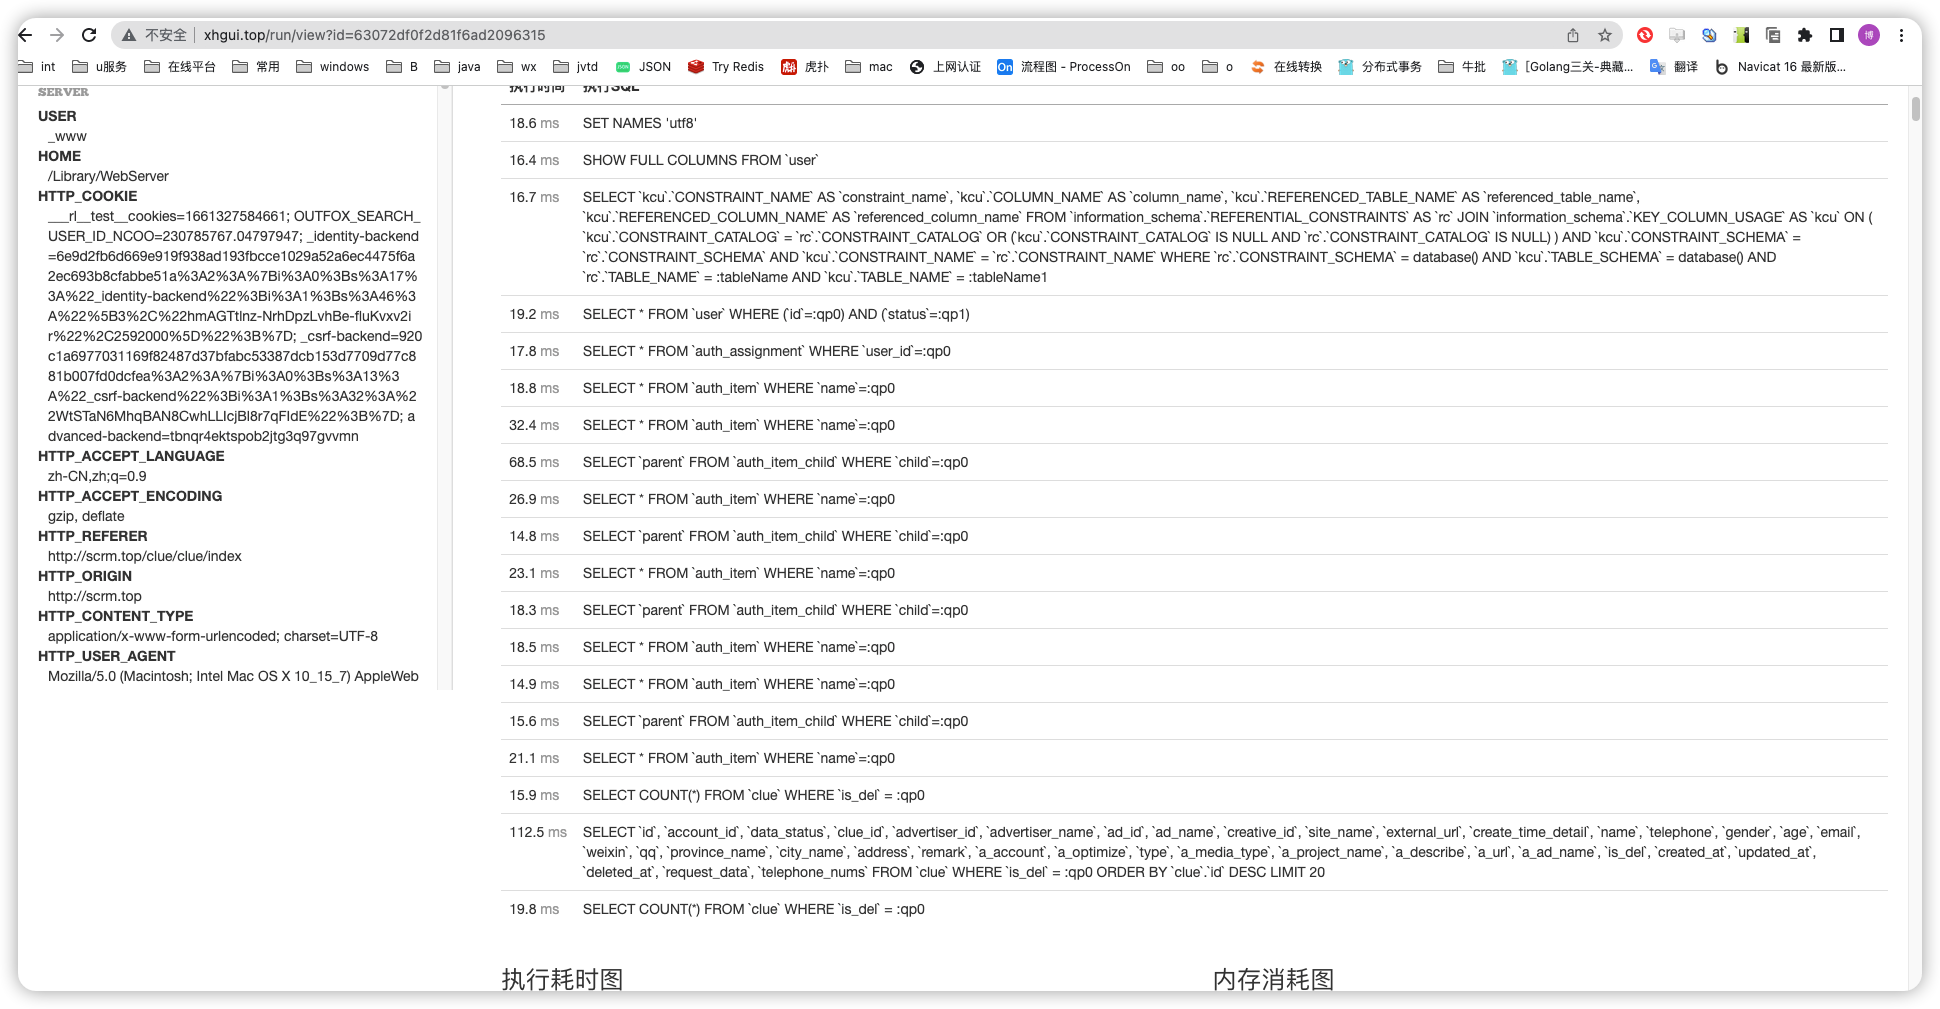 不安全 xhgui.top/run/view?id=63072df0f2d81f6ad2096315
博
int u服务 在线平台 常用 windows B java wx jvtd JSON Try Redis 虎扑 mac 上网认证 On 流程图 - ProcessOn oo o 在线转换 分布式事务 牛批 [Golang三关-典藏... 翻译 Navicat 16 最新版...
SERVER
USER
_www
HOME
/Library/WebServer
HTTP_COOKIE
___rl__test__cookies=1661327584661; OUTFOX_SEARCH_
USER_ID_NCOO=230785767.04797947; _identity-backend
=6e9d2fb6d669e919f938ad193fbcce1029a52a6ec4475f6a
2ec693b8cfabbe51a%3A2%3A%7Bi%3A0%3Bs%3A17%
3A%22_identity-backend%22%3Bi%3A1%3Bs%3A46%3
A%22%5B3%2C%22hmAGTtlnz-NrhDpzLvhBe-fluKvxv2i
r%22%2C2592000%5D%22%3B%7D; _csrf-backend=920
c1a6977031169f82487d37bfabc53387dcb153d7709d77c8
81b007fd0dcfea%3A2%3A%7Bi%3A0%3Bs%3A13%3
A%22_csrf-backend%22%3Bi%3A1%3Bs%3A32%3A%2
2WtSTaN6MhqBAN8CwhLLIcjBl8r7qFIdE%22%3B%7D; a
dvanced-backend=tbnqr4ektspob2jtg3q97gvvmn
HTTP_ACCEPT_LANGUAGE
zh-CN,zh;q=0.9
HTTP_ACCEPT_ENCODING
gzip, deflate
HTTP_REFERER
http://scrm.top/clue/clue/index
HTTP_ORIGIN
http://scrm.top
HTTP_CONTENT_TYPE
application/x-www-form-urlencoded; charset=UTF-8
HTTP_USER_AGENT
Mozilla/5.0 (Macintosh; Intel Mac OS X 10_15_7) AppleWeb
执行时间 执行SQL
18.6 ms SET NAMES 'utf8'
16.4 ms SHOW FULL COLUMNS FROM `user`
16.7 ms SELECT `kcu`.`CONSTRAINT_NAME` AS `constraint_name`, `kcu`.`COLUMN_NAME` AS `column_name`, `kcu`.`REFERENCED_TABLE_NAME` AS `referenced_table_name`,
`kcu`.`REFERENCED_COLUMN_NAME` AS `referenced_column_name` FROM `information_schema`.`REFERENTIAL_CONSTRAINTS` AS `rc` JOIN `information_schema`.`KEY_COLUMN_USAGE` AS `kcu` ON (
`kcu`.`CONSTRAINT_CATALOG` = `rc`.`CONSTRAINT_CATALOG` OR (`kcu`.`CONSTRAINT_CATALOG` IS NULL AND `rc`.`CONSTRAINT_CATALOG` IS NULL) ) AND `kcu`.`CONSTRAINT_SCHEMA` =
`rc`.`CONSTRAINT_SCHEMA` AND `kcu`.`CONSTRAINT_NAME` = `rc`.`CONSTRAINT_NAME` WHERE `rc`.`CONSTRAINT_SCHEMA` = database() AND `kcu`.`TABLE_SCHEMA` = database() AND
`rc`.`TABLE_NAME` = :tableName AND `kcu`.`TABLE_NAME` = :tableName1
19.2 ms SELECT * FROM `user` WHERE (`id`=:qp0) AND (`status`=:qp1)
17.8 ms SELECT * FROM `auth_assignment` WHERE `user_id`=:qp0
18.8 ms SELECT * FROM `auth_item` WHERE `name`=:qp0
32.4 ms SELECT * FROM `auth_item` WHERE `name`=:qp0
68.5 ms SELECT `parent` FROM `auth_item_child` WHERE `child`=:qp0
26.9 ms SELECT * FROM `auth_item` WHERE `name`=:qp0
14.8 ms SELECT `parent` FROM `auth_item_child` WHERE `child`=:qp0
23.1 ms SELECT * FROM `auth_item` WHERE `name`=:qp0
18.3 ms SELECT `parent` FROM `auth_item_child` WHERE `child`=:qp0
18.5 ms SELECT * FROM `auth_item` WHERE `name`=:qp0
14.9 ms SELECT * FROM `auth_item` WHERE `name`=:qp0
15.6 ms SELECT `parent` FROM `auth_item_child` WHERE `child`=:qp0
21.1 ms SELECT * FROM `auth_item` WHERE `name`=:qp0
15.9 ms SELECT COUNT(*) FROM `clue` WHERE `is_del` = :qp0
112.5 ms SELECT `id`, `account_id`, `data_status`, `clue_id`, `advertiser_id`, `advertiser_name`, `ad_id`, `ad_name`, `creative_id`, `site_name`, `external_url`, `create_time_detail`, `name`, `telephone`, `gender`, `age`, `email`,
`weixin`, `qq`, `province_name`, `city_name`, `address`, `remark`, `a_account`, `a_optimize`, `type`, `a_media_type`, `a_project_name`, `a_describe`, `a_url`, `a_ad_name`, `is_del`, `created_at`, `updated_at`,
`deleted_at`, `request_data`, `telephone_nums` FROM `clue` WHERE `is_del` = :qp0 ORDER BY `clue`.`id` DESC LIMIT 20
19.8 ms SELECT COUNT(*) FROM `clue` WHERE `is_del` = :qp0
执行耗时图 内存消耗图